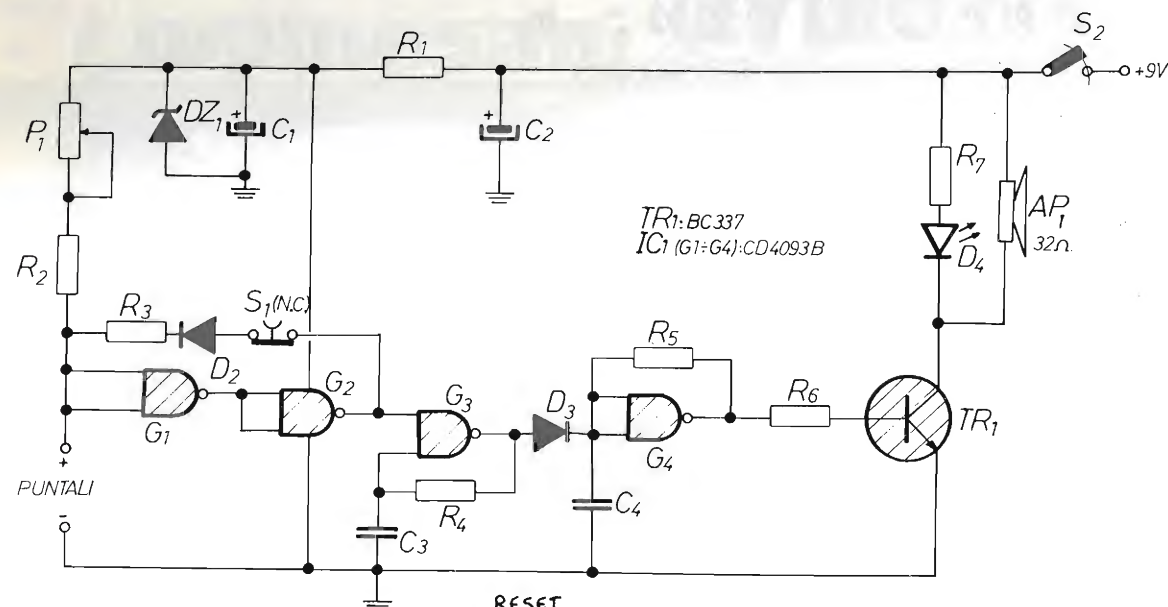 S2
+9V
R1
DZ1
C1
C2
P1
R7
AP1
32Ω
D4
TR1: BC337
IC1 (G1÷G4): CD4093B
R2
R3
S1 (N.C.)
D2
G1
G2
G3
D3
R5
G4
R6
TR1
+
PUNTALI
-
R4
C3
C4
RESET